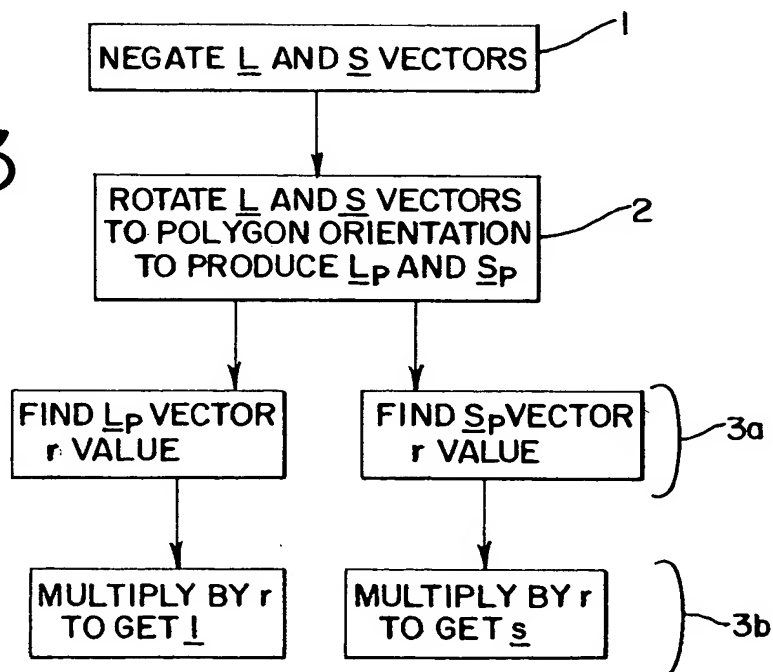 1
NEGATE L AND S VECTORS
3
ROTATE L AND S VECTORS
TO POLYGON ORIENTATION
TO PRODUCE LP AND SP
2
FIND LP VECTOR
r VALUE
FIND SP VECTOR
r VALUE
3a
MULTIPLY BY r
TO GET l
MULTIPLY BY r
TO GET s
3b